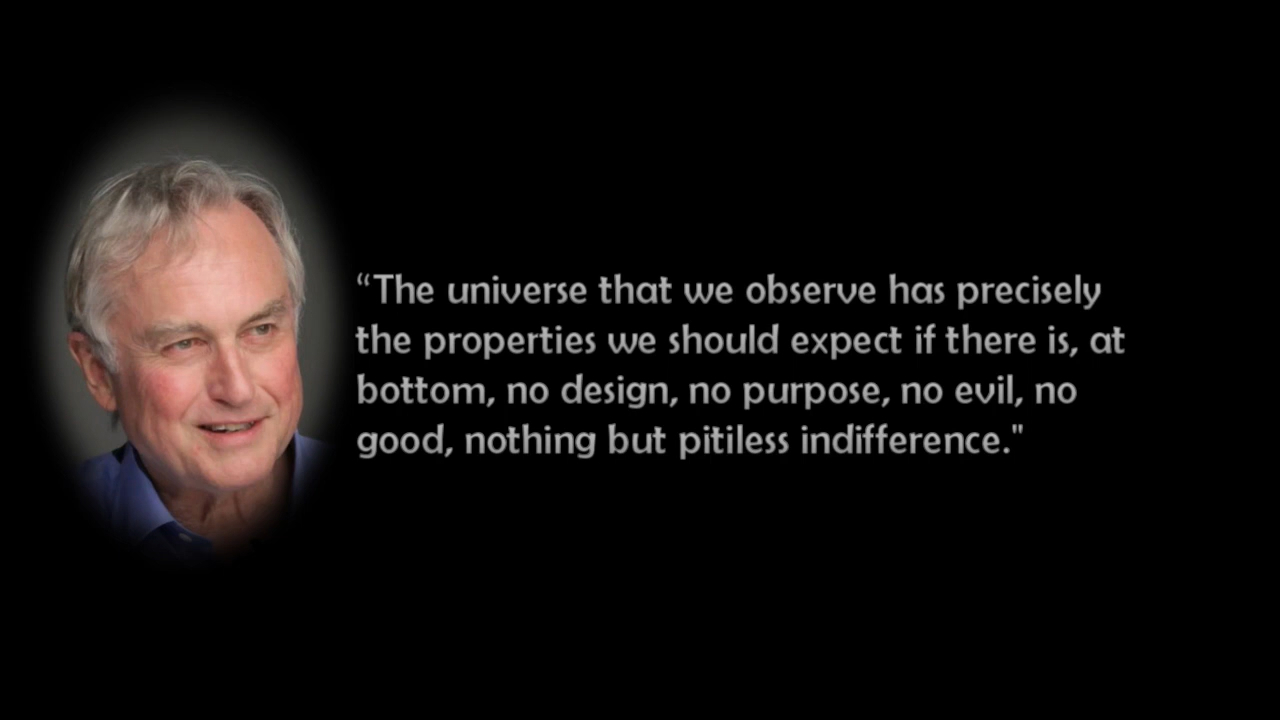 “The universe that we observe has precisely
the properties we should expect if there is, at
bottom, no design, no purpose, no evil, no
good, nothing but pitiless indifference."